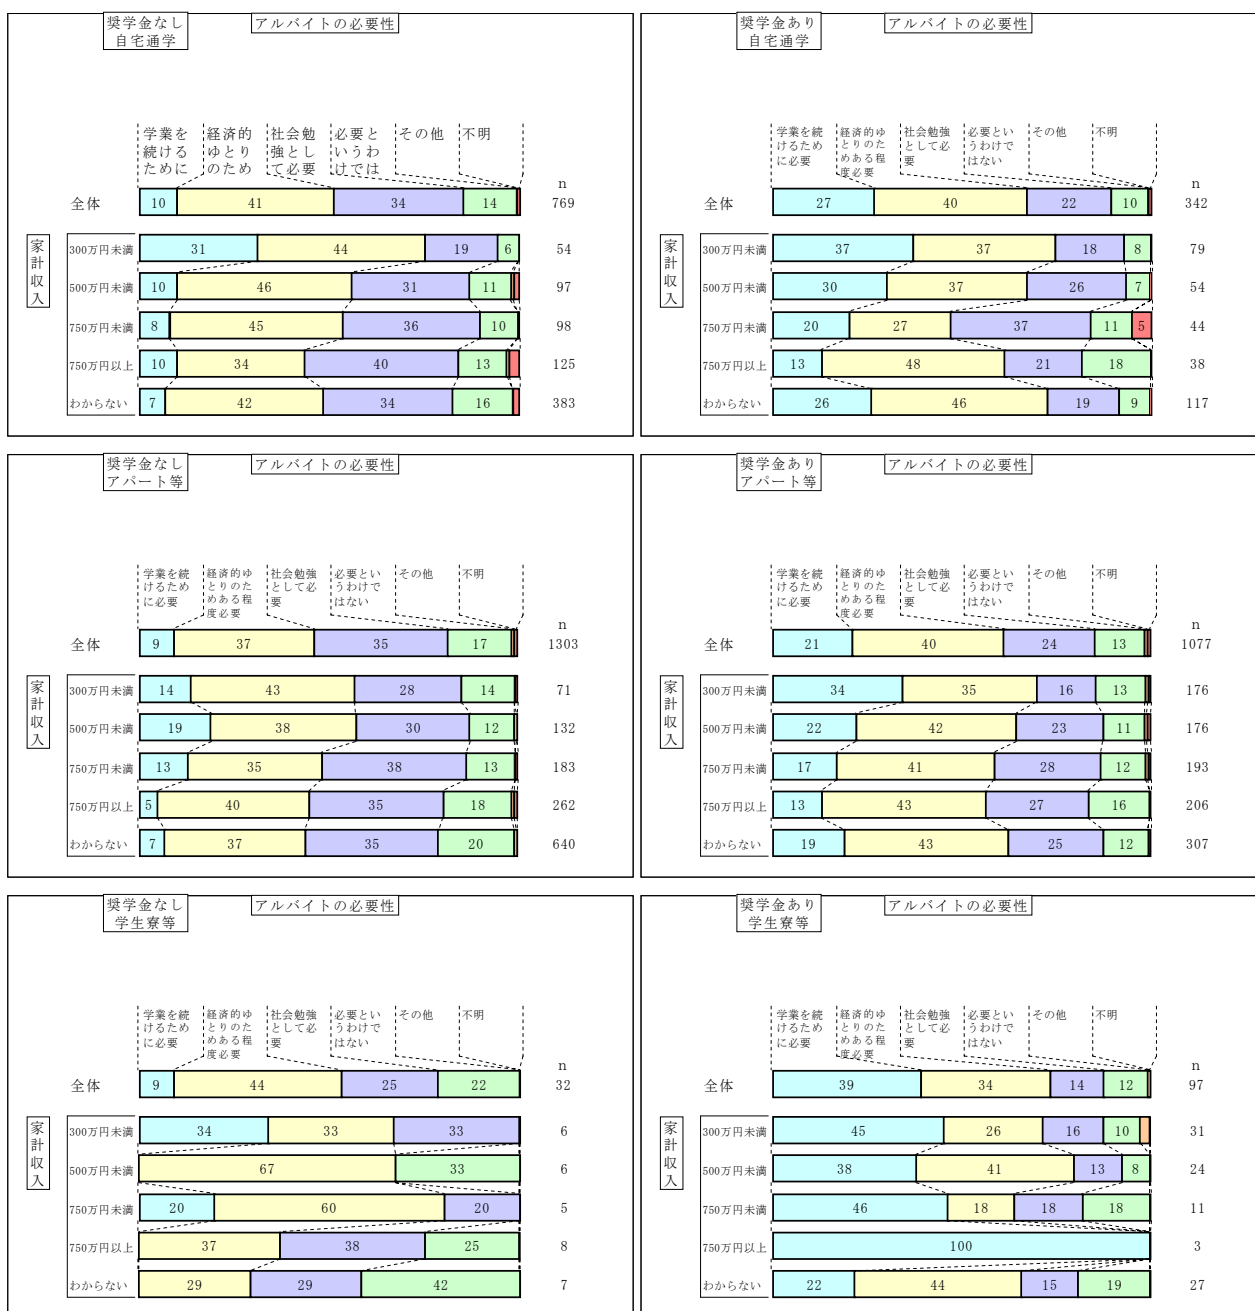 奨学金なし
自宅通学
アルバイトの必要性
学業を 経済的 社会勉 必要と その他 不明
続ける ゆとり 強とし いうわ
ために のため て必要 けでは
n
全体 10 41 34 14 769
家計収入
300万円未満 31 44 19 6 54
500万円未満 10 46 31 11 97
750万円未満 8 45 36 10 98
750万円以上 10 34 40 13 125
わからない 7 42 34 16 383
奨学金あり
自宅通学
アルバイトの必要性
学業を続 経済的ゆ 社会勉強 必要とい その他 不明
けるため とりのた として必 うわけで
に必要 めある程 要 はない
度必要
n
全体 27 40 22 10 342
家計収入
300万円未満 37 37 18 8 79
500万円未満 30 37 26 7 54
750万円未満 20 27 37 11 5 44
750万円以上 13 48 21 18 38
わからない 26 46 19 9 117
奨学金なし
アパート等
アルバイトの必要性
学業を続 経済的ゆ 社会勉強 必要とい その他 不明
けるため とりのた として必 うわけで
に必要 めある程 要 はない
度必要
n
全体 9 37 35 17 1303
家計収入
300万円未満 14 43 28 14 71
500万円未満 19 38 30 12 132
750万円未満 13 35 38 13 183
750万円以上 5 40 35 18 262
わからない 7 37 35 20 640
奨学金あり
アパート等
アルバイトの必要性
学業を続 経済的ゆ 社会勉強 必要とい その他 不明
けるため とりのた として必 うわけで
に必要 めある程 要 はない
度必要
n
全体 21 40 24 13 1077
家計収入
300万円未満 34 35 16 13 176
500万円未満 22 42 23 11 176
750万円未満 17 41 28 12 193
750万円以上 13 43 27 16 206
わからない 19 43 25 12 307
奨学金なし
学生寮等
アルバイトの必要性
学業を続 経済的ゆ 社会勉強 必要とい その他 不明
けるため とりのた として必 うわけで
に必要 めある程 要 はない
度必要
n
全体 9 44 25 22 32
家計収入
300万円未満 34 33 33 6
500万円未満 67 33 6
750万円未満 20 60 20 5
750万円以上 37 38 25 8
わからない 29 29 42 7
奨学金あり
学生寮等
アルバイトの必要性
学業を続 経済的ゆ 社会勉強 必要とい その他 不明
けるため とりのた として必 うわけで
に必要 めある程 要 はない
度必要
n
全体 39 34 14 12 97
家計収入
300万円未満 45 26 16 10 31
500万円未満 38 41 13 8 24
750万円未満 46 18 18 18 11
750万円以上 100 3
わからない 22 44 15 19 27